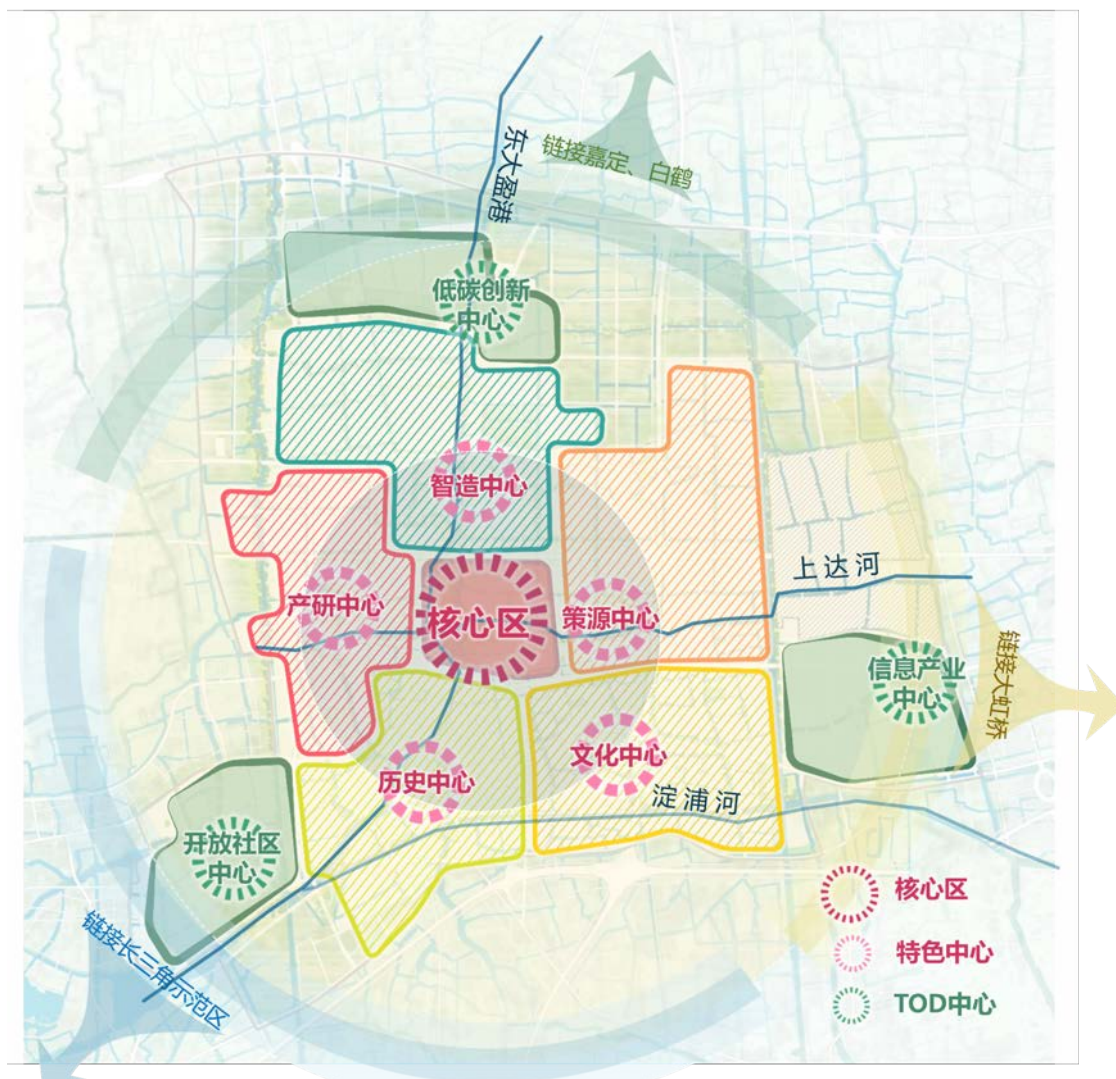 东大盈港
链接嘉定、白鹤
低碳创新
中心
智造中心
上达河
产研中心
核心区
策源中心
信息产业
中心
链接大虹桥
文化中心
历史中心
淀浦河
开放社区
中心
链接长三角示范区
核心区
特色中心
TOD中心